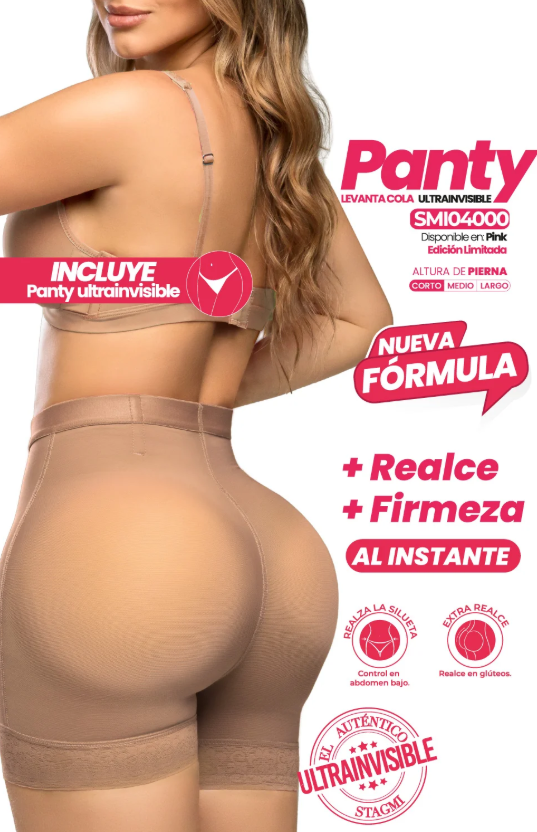 Panty
LEVANTA COLA ULTRAINVISIBLE
SMI04000
Disponible en: Pink
Edición Limitada
INCLUYE
Panty ultrainvisible
ALTURA DE PIERNA
CORTO MEDIO LARGO
NUEVA
FÓRMULA
+ Realce
+ Firmeza
AL INSTANTE
REALZA LA SILUETA
Control en
abdomen bajo.
EXTRA REALCE
Realce en glúteos.
EL AUTÉNTICO
ULTRAINVISIBLE
STAGMI